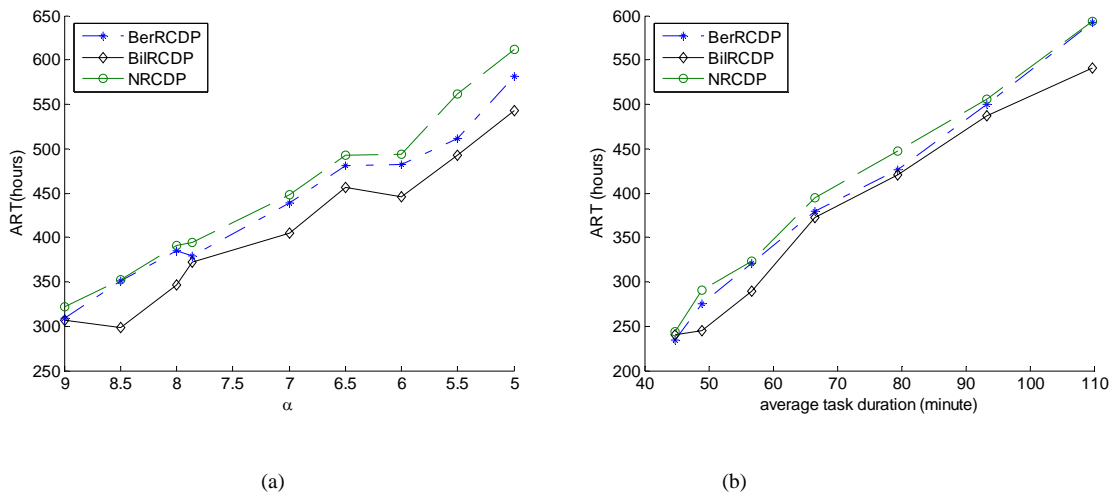 650
600
550
500
450
400
350
300
250
ART(hours)
9
8.5
8
7.5
7
6.5
6
5.5
5
α
BerRCDP
BilRCDP
NRCDP
(a)
600
550
500
450
400
350
300
250
200
ART (hours)
40
50
60
70
80
90
100
110
average task duration (minute)
BerRCDP
BilRCDP
NRCDP
(b)